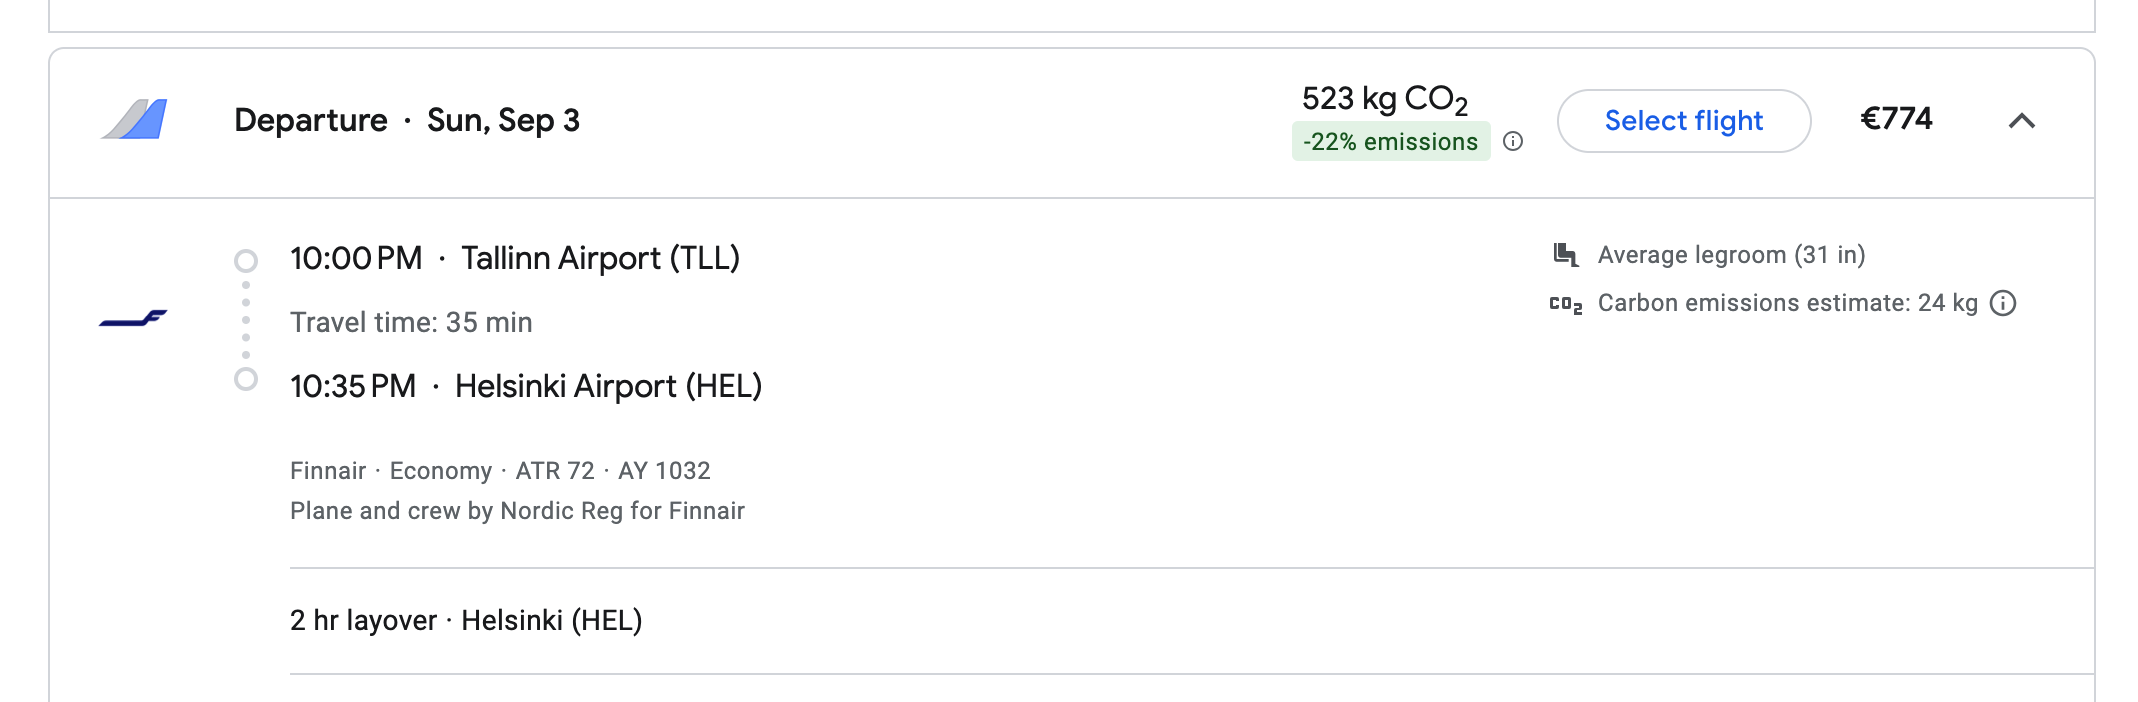 Departure · Sun, Sep 3
523 kg CO₂
-22% emissions
Select flight
€774
10:00 PM · Tallinn Airport (TLL)
Travel time: 35 min
10:35 PM · Helsinki Airport (HEL)
Average legroom (31 in)
CO₂ Carbon emissions estimate: 24 kg
Finnair · Economy · ATR 72 · AY 1032
Plane and crew by Nordic Reg for Finnair
2 hr layover · Helsinki (HEL)